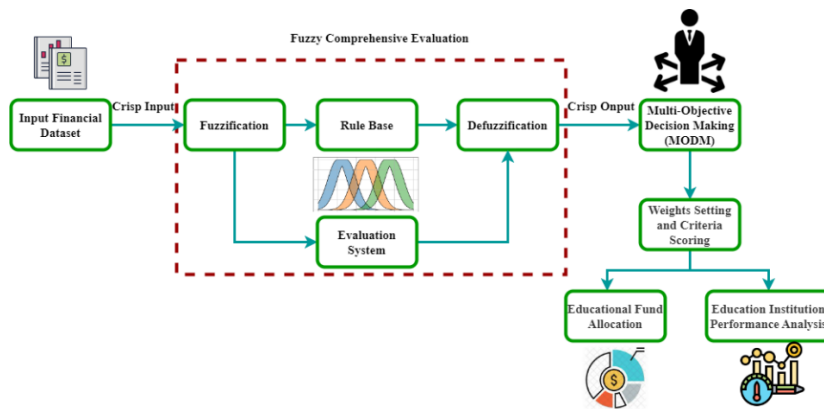 Fuzzy Comprehensive Evaluation
Input Financial
Dataset
Crisp Input
Fuzzification
Rule Base
Defuzzification
Crisp Onput
Multi-Objective
Decision Making
(MODM)
Evaluation
System
Weights Setting
and Criteria
Scoring
Educational Fund
Allocation
Education Institution
Performance Analysis